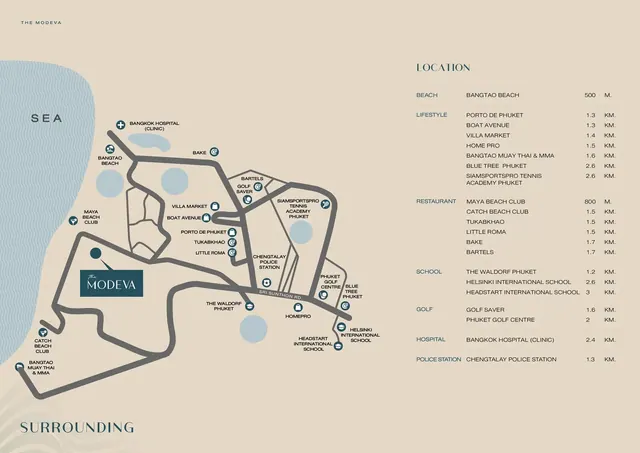 THE MODEVA
SEA
BANGKOK HOSPITAL
(CLINIC)
BANGTAO
BEACH
BAKE
BARTELS
GOLF
SAVER
SIAMSPORTSPRO
TENNIS
ACADEMY
PHUKET
VILLA MARKET
BOAT AVENUE
MAYA
BEACH
CLUB
PORTO DE PHUKET
TUKABKHAO
LITTLE ROMA
CHENGTALAY
POLICE
STATION
The
MODEVA
PHUKET
GOLF
CENTRE
BLUE
TREE
PHUKET
SRI SUNTHON RD
THE WALDORF
PHUKET
HOMEPRO
HELSINKI
INTERNATIONAL
SCHOOL
HEADSTART
INTERNATIONAL
SCHOOL
CATCH
BEACH
CLUB
BANGTAO
MUAY THAI
& MMA
SURROUNDING
LOCATION
BEACH BANGTAO BEACH 500 M.
LIFESTYLE PORTO DE PHUKET 1.3 KM.
BOAT AVENUE 1.3 KM.
VILLA MARKET 1.4 KM.
HOME PRO 1.5 KM.
BANGTAO MUAY THAI & MMA 1.6 KM.
BLUE TREE PHUKET 2.6 KM.
SIAMSPORTSPRO TENNIS 2.6 KM.
ACADEMY PHUKET
RESTAURANT MAYA BEACH CLUB 800 M.
CATCH BEACH CLUB 1.5 KM.
TUKABKHAO 1.5 KM.
LITTLE ROMA 1.5 KM.
BAKE 1.7 KM.
BARTELS 1.7 KM.
SCHOOL THE WALDORF PHUKET 1.2 KM.
HELSINKI INTERNATIONAL SCHOOL 2.6 KM.
HEADSTART INTERNATIONAL SCHOOL 3 KM.
GOLF GOLF SAVER 1.6 KM.
PHUKET GOLF CENTRE 2 KM.
HOSPITAL BANGKOK HOSPITAL (CLINIC) 2.4 KM.
POLICE STATION CHENGTALAY POLICE STATION 1.3 KM.